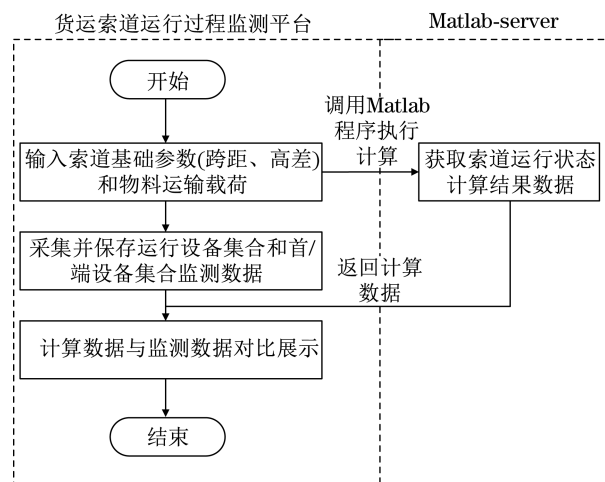 货运索道运行过程监测平台
Matlab-server
开始
调用Matlab
程序执行
计算
输入索道基础参数(跨距、高差)
和物料运输载荷
获取索道运行状态
计算结果数据
采集并保存运行设备集合和首/
端设备集合监测数据
返回计算
数据
计算数据与监测数据对比展示
结束